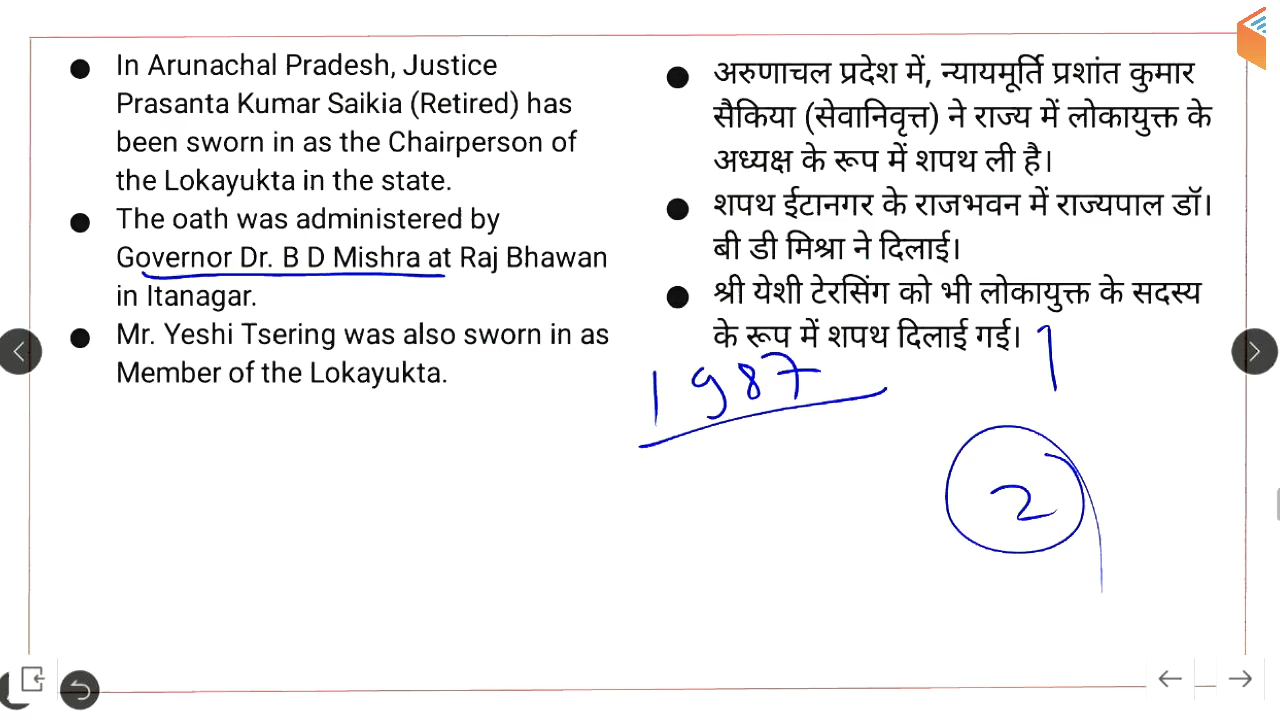 In Arunachal Pradesh, Justice
Prasanta Kumar Saikia (Retired) has
been sworn in as the Chairperson of
the Lokayukta in the state.
The oath was administered by
Governor Dr. B D Mishra at Raj Bhawan
in Itanagar.
Mr. Yeshi Tsering was also sworn in as
Member of the Lokayukta.
अरुणाचल प्रदेश में, न्यायमूर्ति प्रशांत कुमार
सैकिया (सेवानिवृत्त) ने राज्य में लोकायुक्त के
अध्यक्ष के रूप में शपथ ली है।
शपथ ईटानगर के राजभवन में राज्यपाल डॉ।
बी डी मिश्रा ने दिलाई।
श्री येशी टेरसिंग को भी लोकायुक्त के सदस्य
के रूप में शपथ दिलाई गई।
1987
1
2